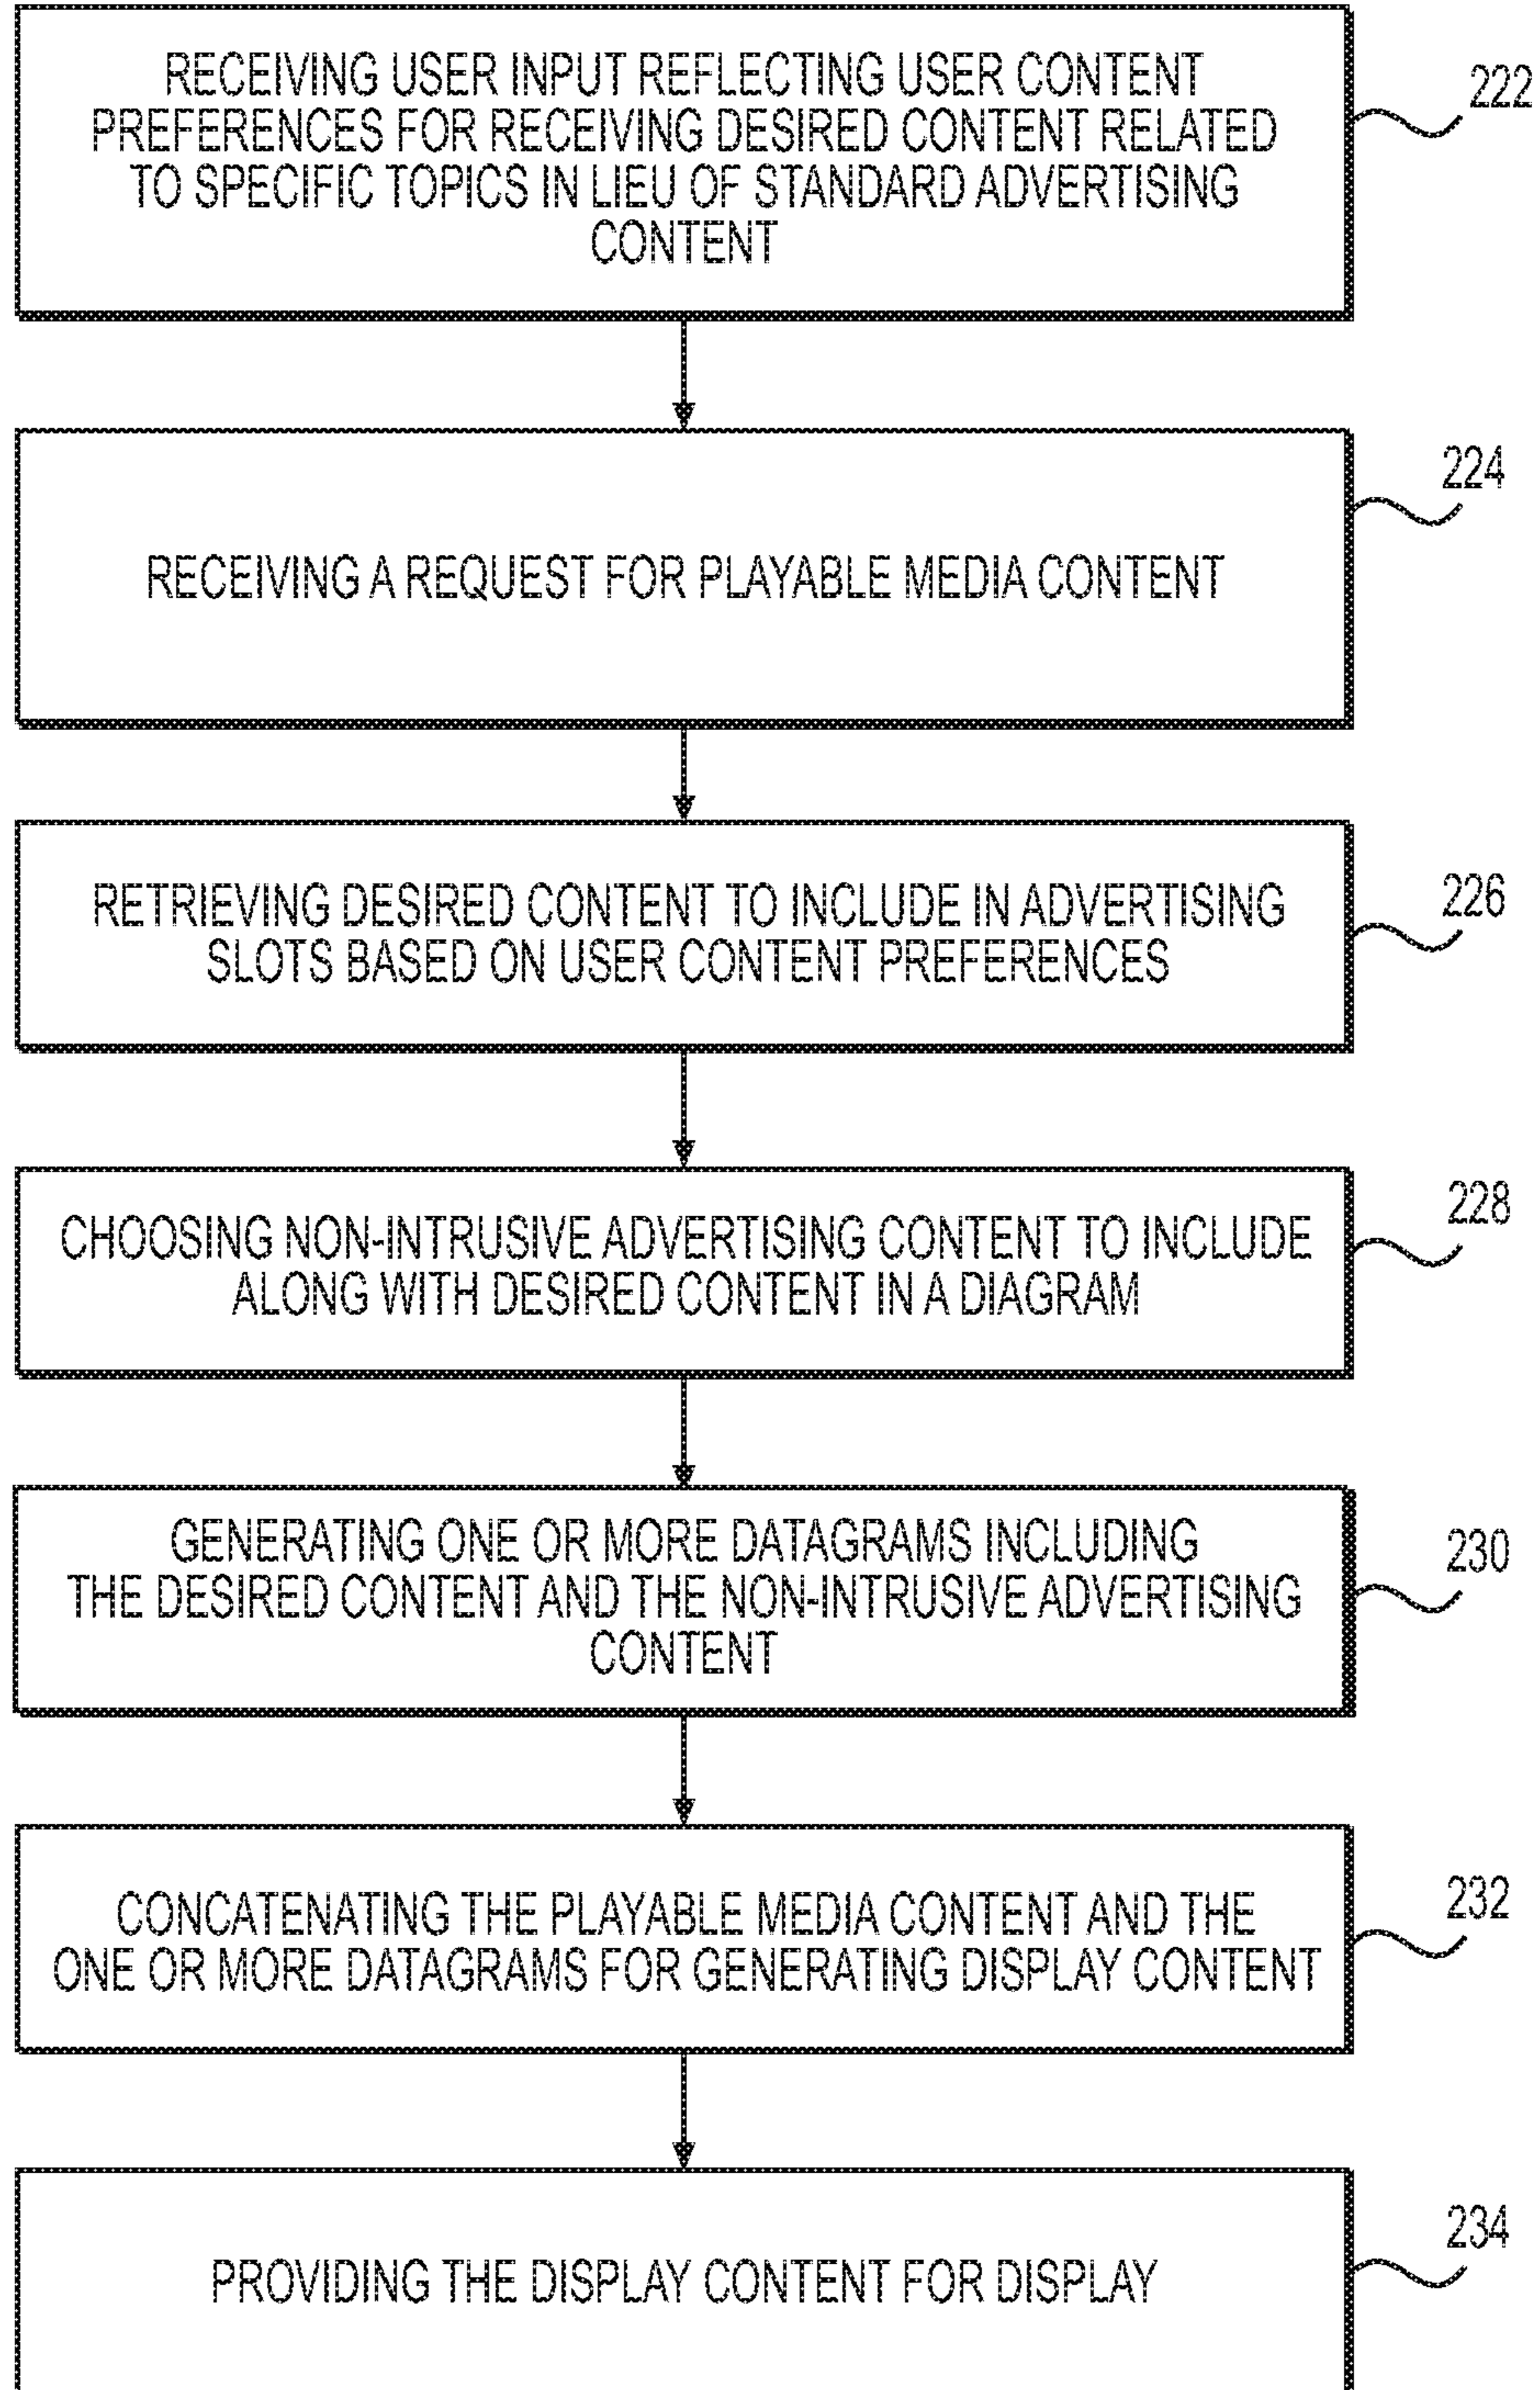 RECEIVING USER INPUT REFLECTING USER CONTENT
PREFERENCES FOR RECEIVING DESIRED CONTENT RELATED
TO SPECIFIC TOPICS IN LIEU OF STANDARD ADVERTISING
CONTENT
222
RECEIVING A REQUEST FOR PLAYABLE MEDIA CONTENT
224
RETRIEVING DESIRED CONTENT TO INCLUDE IN ADVERTISING
SLOTS BASED ON USER CONTENT PREFERENCES
226
CHOOSING NON-INTRUSIVE ADVERTISING CONTENT TO INCLUDE
ALONG WITH DESIRED CONTENT IN A DIAGRAM
228
GENERATING ONE OR MORE DATAGRAMS INCLUDING
THE DESIRED CONTENT AND THE NON-INTRUSIVE ADVERTISING
CONTENT
230
CONCATENATING THE PLAYABLE MEDIA CONTENT AND THE
ONE OR MORE DATAGRAMS FOR GENERATING DISPLAY CONTENT
232
PROVIDING THE DISPLAY CONTENT FOR DISPLAY
234